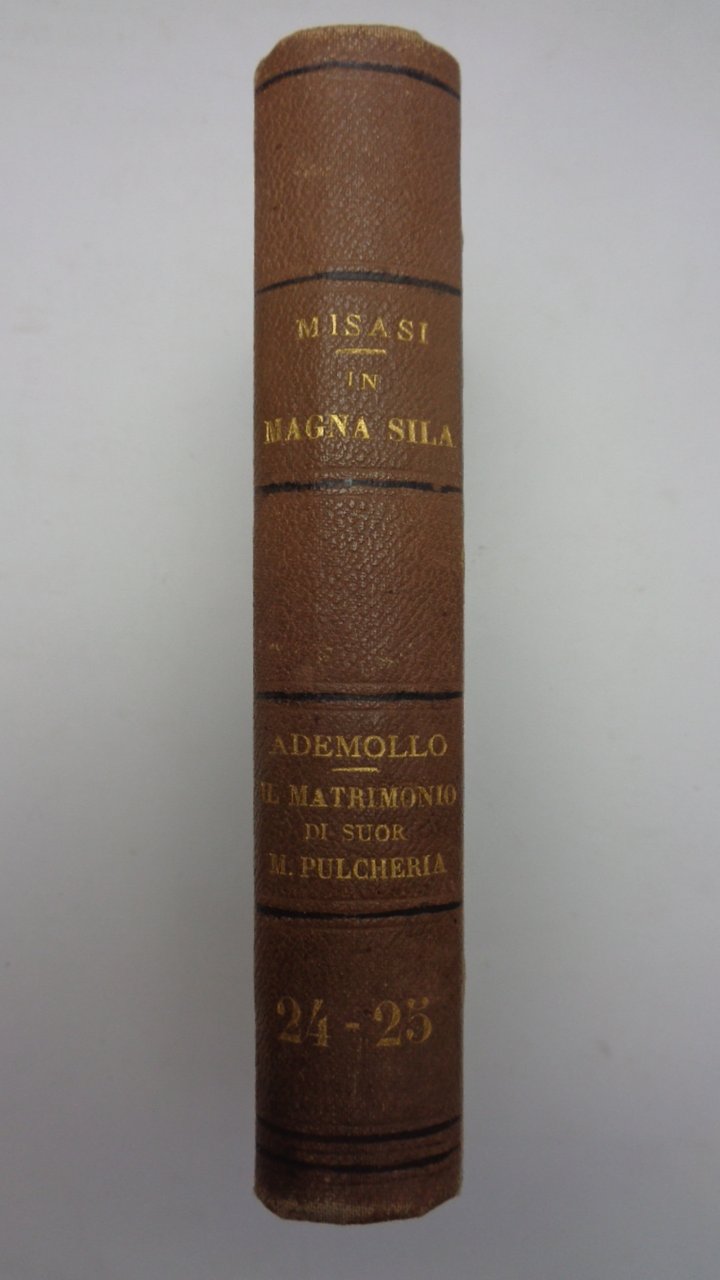 MISASI
IN
MAGNA SILA
ADEMOLLO
IL MATRIMONIO
DI SUOR
M. PULCHERIA
24-25